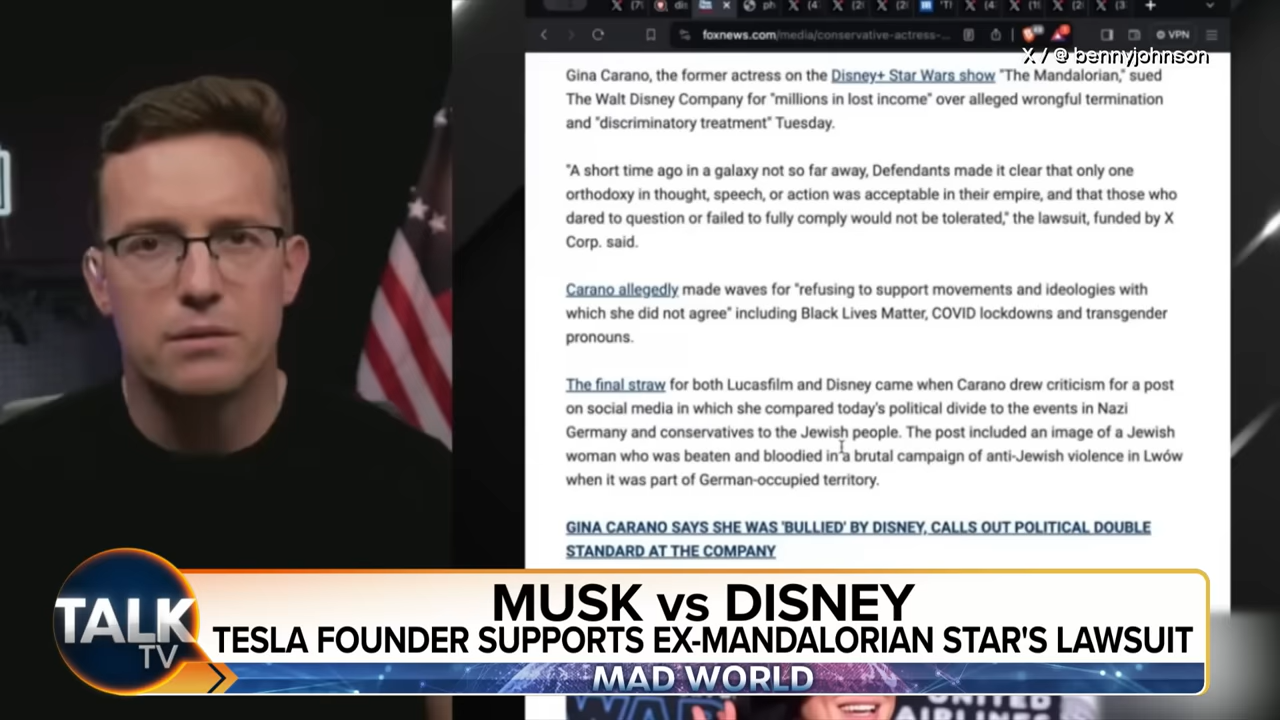 foxnews.com/media/conservative-actress-...
VPN
X / @ bennyjohnson
Gina Carano, the former actress on the Disney+ Star Wars show "The Mandalorian," sued
The Walt Disney Company for "millions in lost income" over alleged wrongful termination
and "discriminatory treatment" Tuesday.
"A short time ago in a galaxy not so far away, Defendants made it clear that only one
orthodoxy in thought, speech, or action was acceptable in their empire, and that those who
dared to question or failed to fully comply would not be tolerated," the lawsuit, funded by X
Corp. said.
Carano allegedly made waves for "refusing to support movements and ideologies with
which she did not agree" including Black Lives Matter, COVID lockdowns and transgender
pronouns.
The final straw for both Lucasfilm and Disney came when Carano drew criticism for a post
on social media in which she compared today's political divide to the events in Nazi
Germany and conservatives to the Jewish people. The post included an image of a Jewish
woman who was beaten and bloodied in a brutal campaign of anti-Jewish violence in Lwów
when it was part of German-occupied territory.
GINA CARANO SAYS SHE WAS 'BULLIED' BY DISNEY, CALLS OUT POLITICAL DOUBLE
STANDARD AT THE COMPANY
TALK
TV
MUSK vs DISNEY
TESLA FOUNDER SUPPORTS EX-MANDALORIAN STAR'S LAWSUIT
MAD WORLD
UNITED
AIRLINES